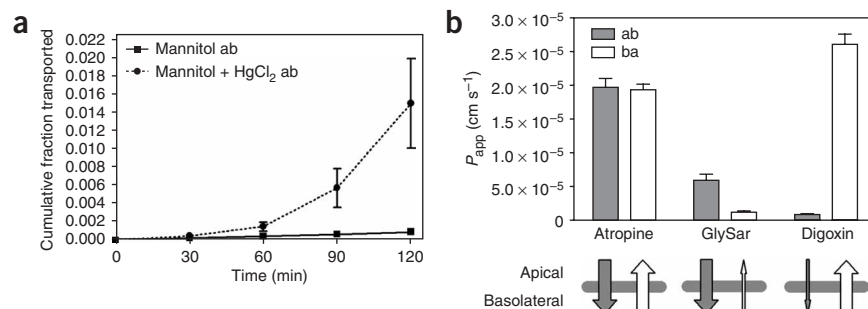 a
Cumulative fraction transported
0.022
0.020
0.018
0.016
0.014
0.012
0.010
0.008
0.006
0.004
0.002
0.000
Mannitol ab
Mannitol + HgCl2 ab
0 30 60 90 120
Time (min)
b
Papp (cm s–1)
3.0 × 10-5
2.5 × 10-5
2.0 × 10-5
1.5 × 10-5
1.0 × 10-5
5.0 × 10-5
0
ab
ba
Atropine GlySar Digoxin
Apical
Basolateral